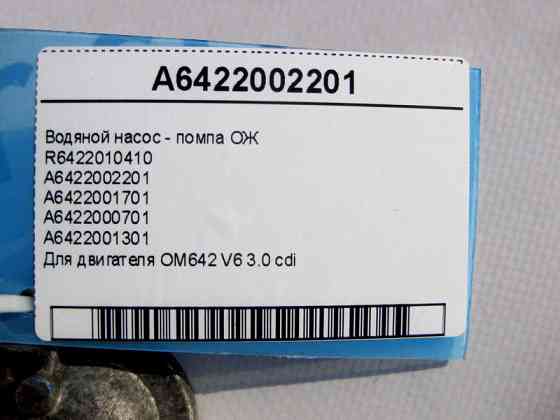 A6422002201
Водяной насос - помпа ОЖ
R6422010410
A6422002201
A6422001701
A6422000701
A6422001301
Для двигателя OM642 V6 3.0 cdi